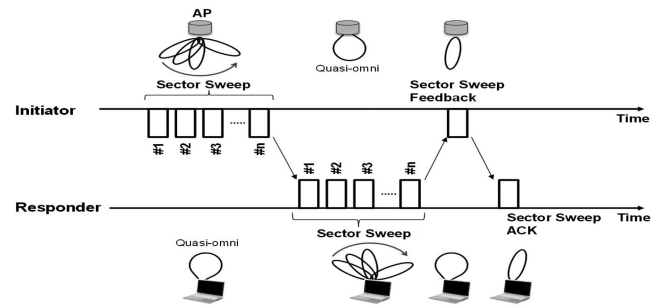 AP
Quasi-omni
Sector Sweep
Sector Sweep
Feedback
Initiator
Time
#1 #2 #3 ..... #n
#1 #2 #3 ..... #n
Responder
Time
Sector Sweep
Sector Sweep
ACK
Quasi-omni